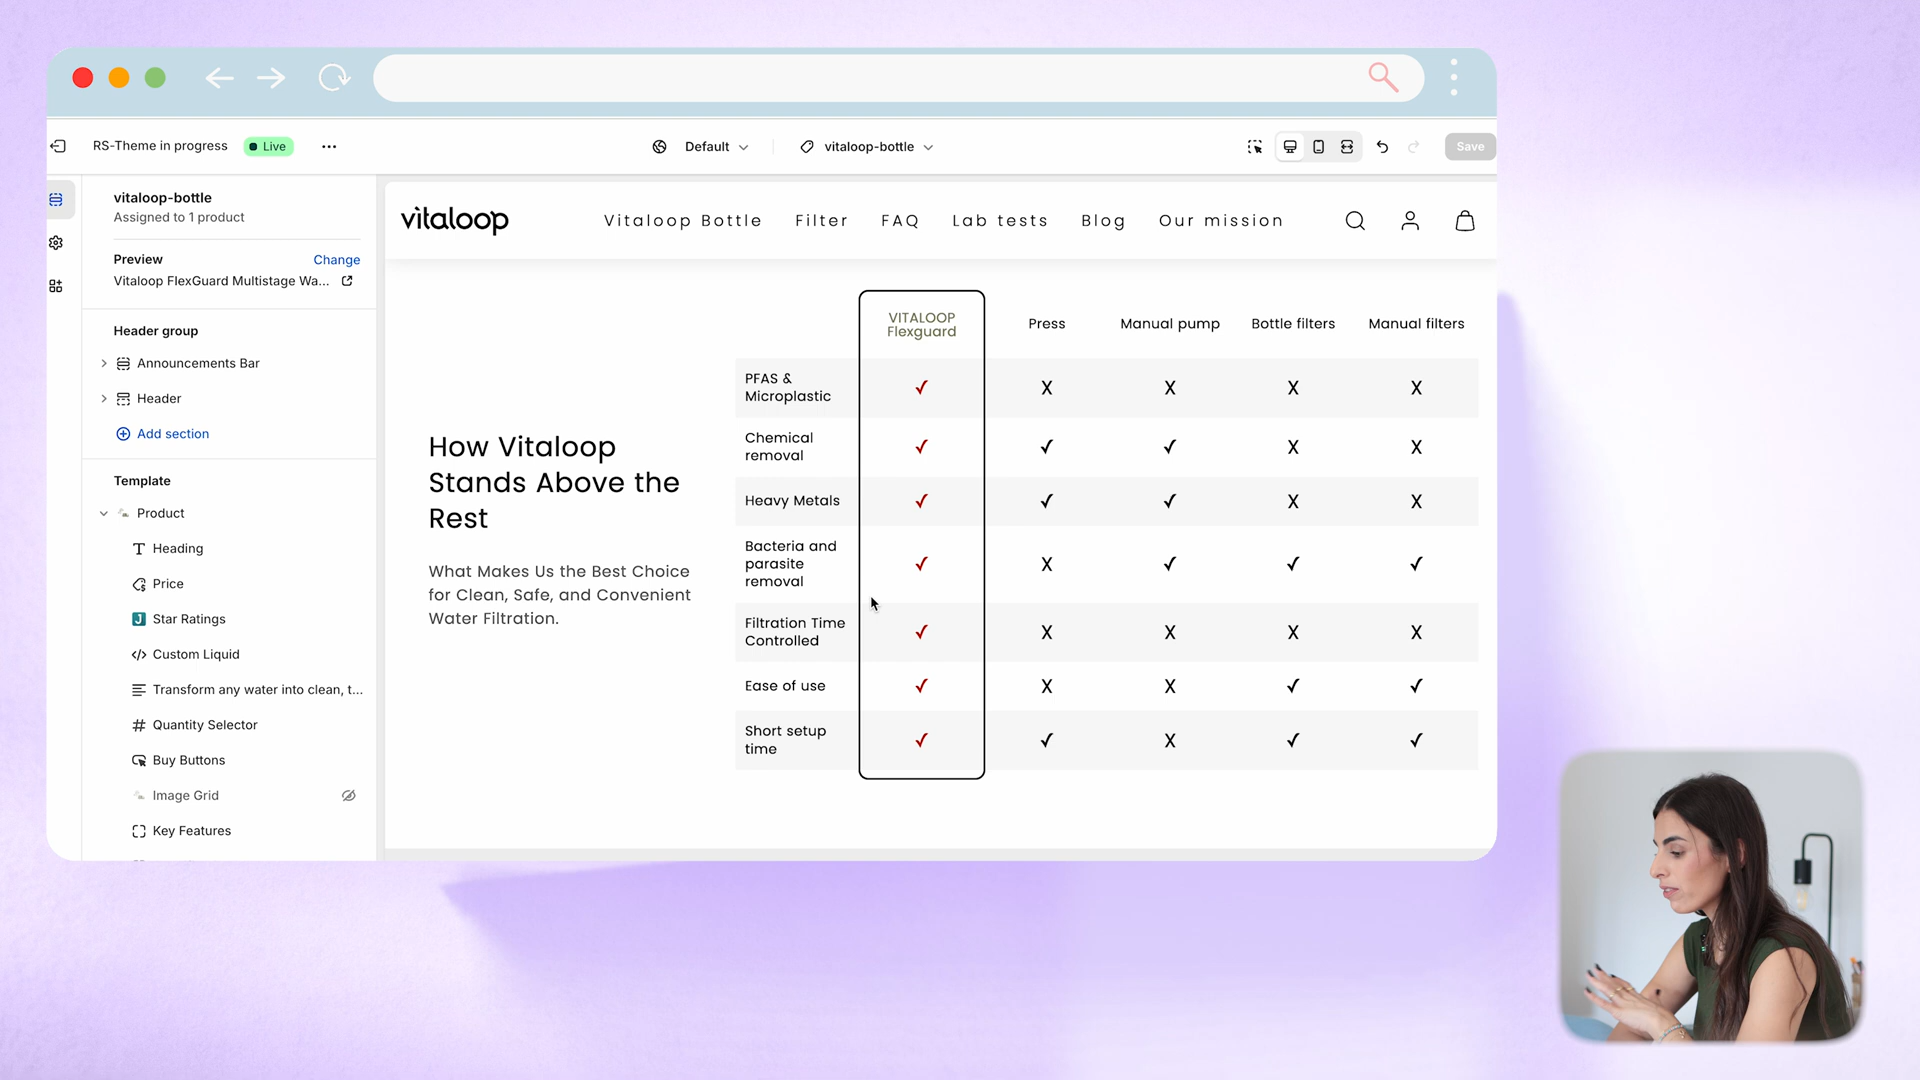 RS-Theme in progress
Live
Default
vitaloop-bottle
Save
vitaloop-bottle
Assigned to 1 product
Preview
Change
Vitaloop FlexGuard Multistage Wa...
Header group
Announcements Bar
Header
Add section
Template
Product
Heading
Price
Star Ratings
Custom Liquid
Transform any water into clean, t...
Quantity Selector
Buy Buttons
Image Grid
Key Features
vitaloop
Vitaloop Bottle Filter FAQ Lab tests Blog Our mission
How Vitaloop
Stands Above the
Rest
What Makes Us the Best Choice
for Clean, Safe, and Convenient
Water Filtration.
VITALOOP
Flexguard
Press
Manual pump
Bottle filters
Manual filters
PFAS &
Microplastic
✓ X X X X
Chemical
removal
✓ ✓ ✓ X X
Heavy Metals
✓ ✓ ✓ X X
Bacteria and
parasite
removal
✓ X ✓ ✓ ✓
Filtration Time
Controlled
✓ X X X X
Ease of use
✓ X X ✓ ✓
Short setup
time
✓ ✓ X ✓ ✓